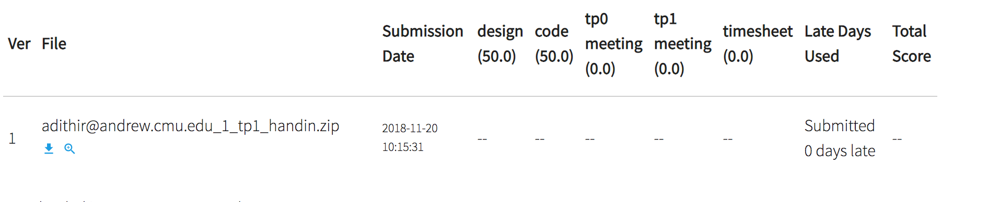 Ver File Submission Date design (50.0) code (50.0) tp0 meeting (0.0) tp1 meeting (0.0) timesheet (0.0) Late Days Used Total Score
1 adithir@andrew.cmu.edu_1_tp1_handin.zip 2018-11-20 10:15:31 -- -- -- -- -- Submitted 0 days late --